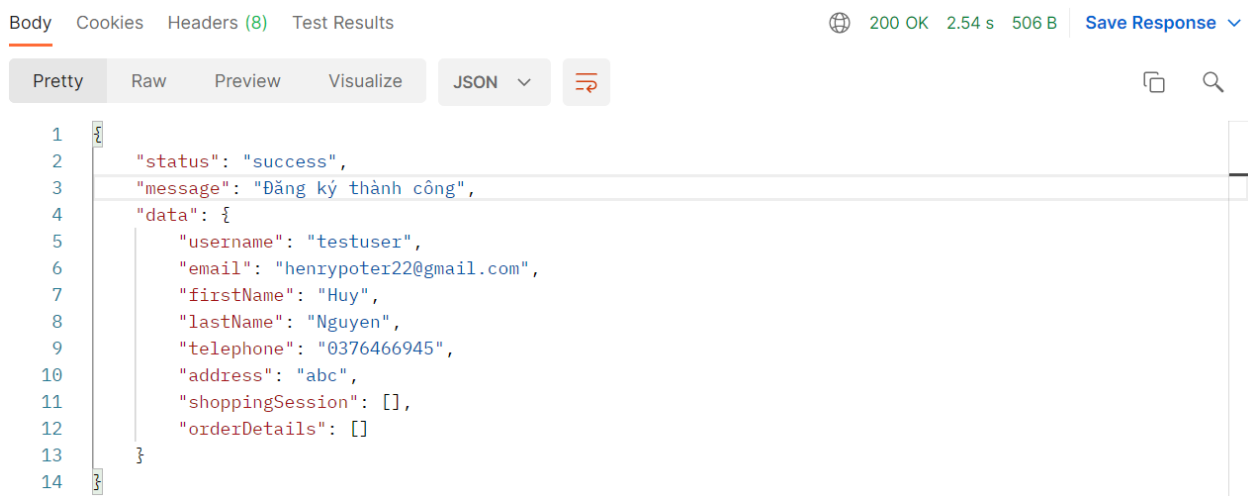 Body Cookies Headers (8) Test Results 200 OK 2.54 s 506 B Save Response
Pretty Raw Preview Visualize JSON
1 {
2 "status": "success",
3 "message": "Đăng ký thành công",
4 "data": {
5 "username": "testuser",
6 "email": "henrypoter22@gmail.com",
7 "firstName": "Huy",
8 "lastName": "Nguyen",
9 "telephone": "0376466945",
10 "address": "abc",
11 "shoppingSession": [],
12 "orderDetails": []
13 }
14 }